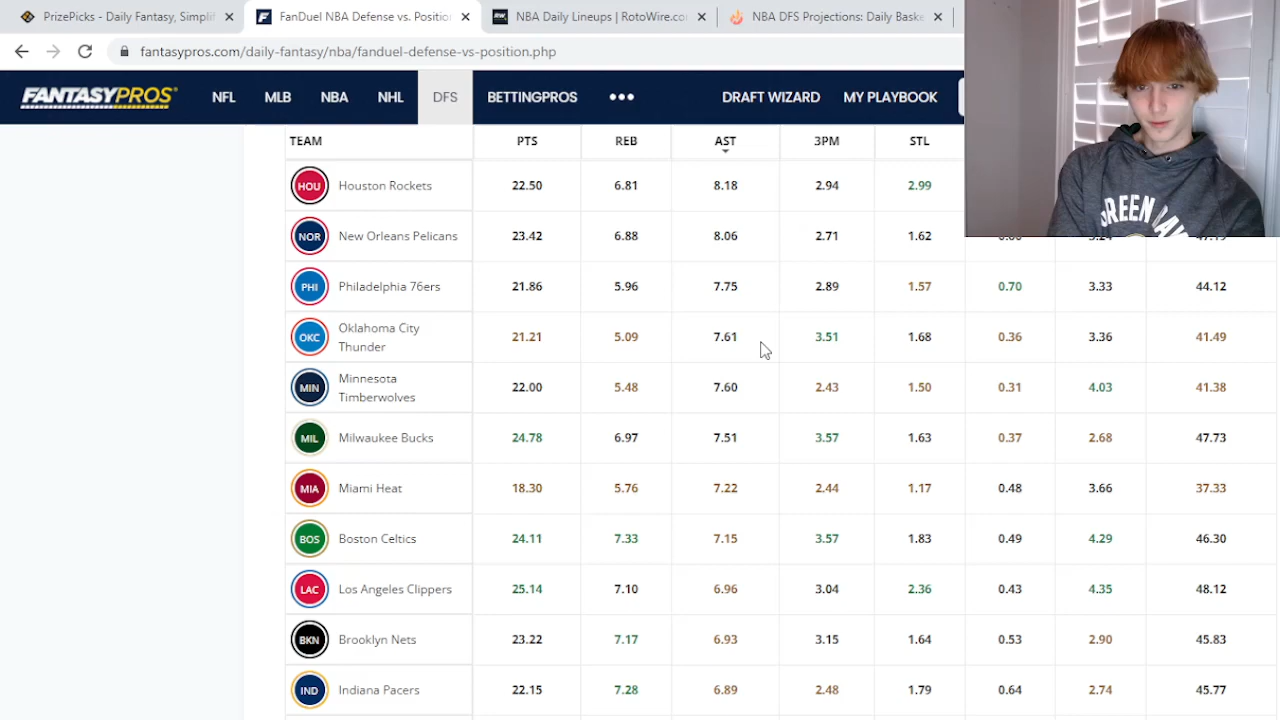 PrizePicks - Daily Fantasy, Simplif
FanDuel NBA Defense vs. Position
NBA Daily Lineups | RotoWire.co
NBA DFS Projections: Daily Baske
fantasypros.com/daily-fantasy/nba/fanduel-defense-vs-position.php
FANTASYPROS NFL MLB NBA NHL DFS BETTINGPROS ••• DRAFT WIZARD MY PLAYBOOK
TEAM PTS REB AST 3PM STL
HOU Houston Rockets 22.50 6.81 8.18 2.94 2.99
NOR New Orleans Pelicans 23.42 6.88 8.06 2.71 1.62
PHI Philadelphia 76ers 21.86 5.96 7.75 2.89 1.57 0.70 3.33 44.12
OKC Oklahoma City Thunder 21.21 5.09 7.61 3.51 1.68 0.36 3.36 41.49
MIN Minnesota Timberwolves 22.00 5.48 7.60 2.43 1.50 0.31 4.03 41.38
MIL Milwaukee Bucks 24.78 6.97 7.51 3.57 1.63 0.37 2.68 47.73
MIA Miami Heat 18.30 5.76 7.22 2.44 1.17 0.48 3.66 37.33
BOS Boston Celtics 24.11 7.33 7.15 3.57 1.83 0.49 4.29 46.30
LAC Los Angeles Clippers 25.14 7.10 6.96 3.04 2.36 0.43 4.35 48.12
BKN Brooklyn Nets 23.22 7.17 6.93 3.15 1.64 0.53 2.90 45.83
IND Indiana Pacers 22.15 7.28 6.89 2.48 1.79 0.64 2.74 45.77